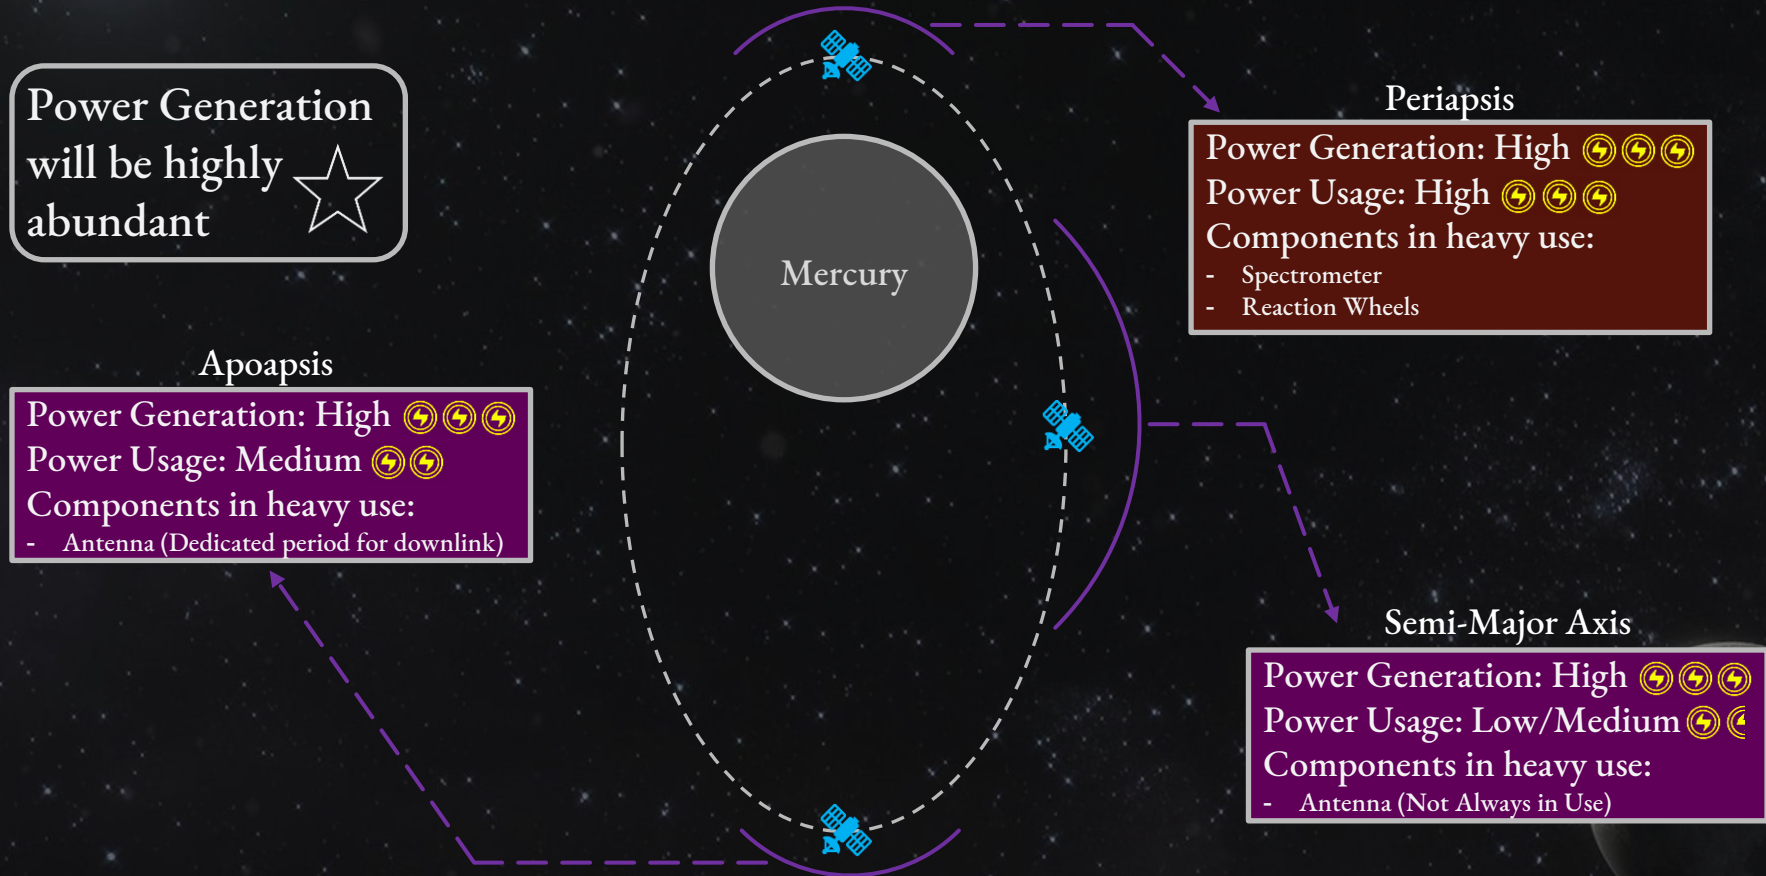 Power Generation
will be highly
abundant
Mercury
Periapsis
Power Generation: High
Power Usage: High
Components in heavy use:
- Spectrometer
- Reaction Wheels
Apoapsis
Power Generation: High
Power Usage: Medium
Components in heavy use:
- Antenna (Dedicated period for downlink)
Semi-Major Axis
Power Generation: High
Power Usage: Low/Medium
Components in heavy use:
- Antenna (Not Always in Use)